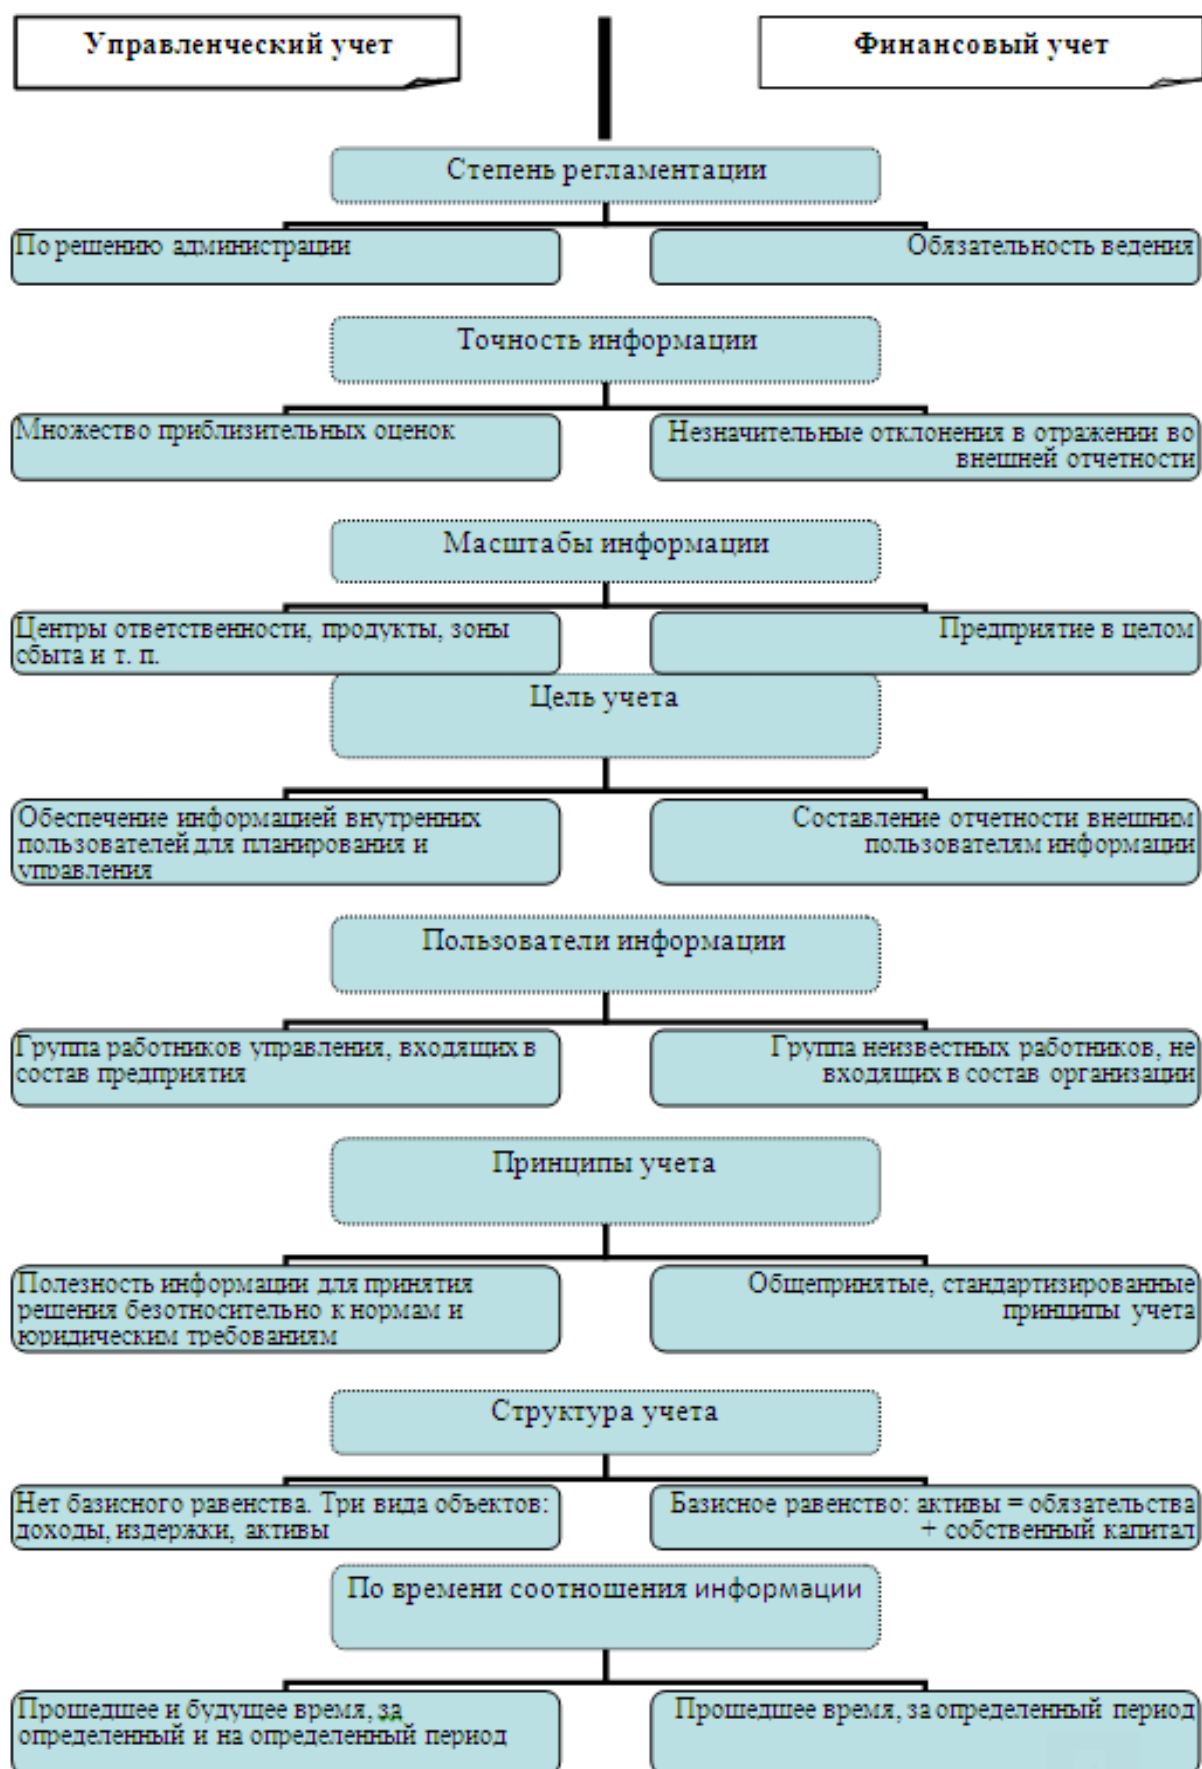 Управленческий учет
Финансовый учет
Степень регламентации
По решению администрации
Обязательность ведения
Точность информации
Множество приблизительных оценок
Незначительные отклонения в отражении во
внешней отчетности
Масштабы информации
Центры ответственности, продукты, зоны
сбыта и т. п.
Предприятие в целом
Цель учета
Обеспечение информацией внутренних
пользователей для планирования и
управления
Составление отчетности внешним
пользователям информации
Пользователи информации
Группа работников управления, входящих в
состав предприятия
Группа неизвестных работников, не
входящих в состав организации
Принципы учета
Полезность информации для принятия
решения безотносительно к нормам и
юридическим требованиям
Общепринятые, стандартизированные
принципы учета
Структура учета
Нет базисного равенства. Три вида объектов:
доходы, издержки, активы
Базисное равенство: активы = обязательства
+ собственный капитал
По времени соотношения информации
Прошедшее и будущее время, за
определенный и на определенный период
Прошедшее время, за определенный период